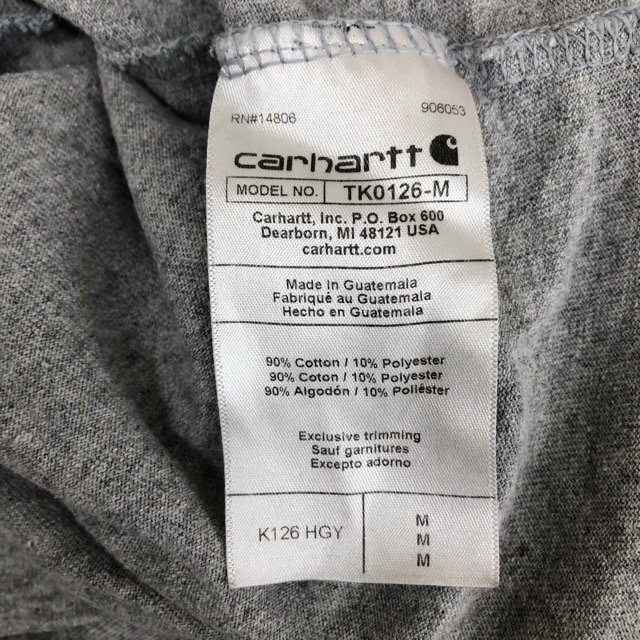 RN#14806 906053
carhartt
MODEL NO. TK0126-M
Carhartt, Inc. P.O. Box 600
Dearborn, MI 48121 USA
carhartt.com
Made in Guatemala
Fabriqué au Guatemala
Hecho en Guatemala
90% Cotton / 10% Polyester
90% Coton / 10% Polyester
90% Algodón / 10% Poliéster
Exclusive trimming
Sauf garnitures
Excepto adorno
K126 HGY
M
M
M